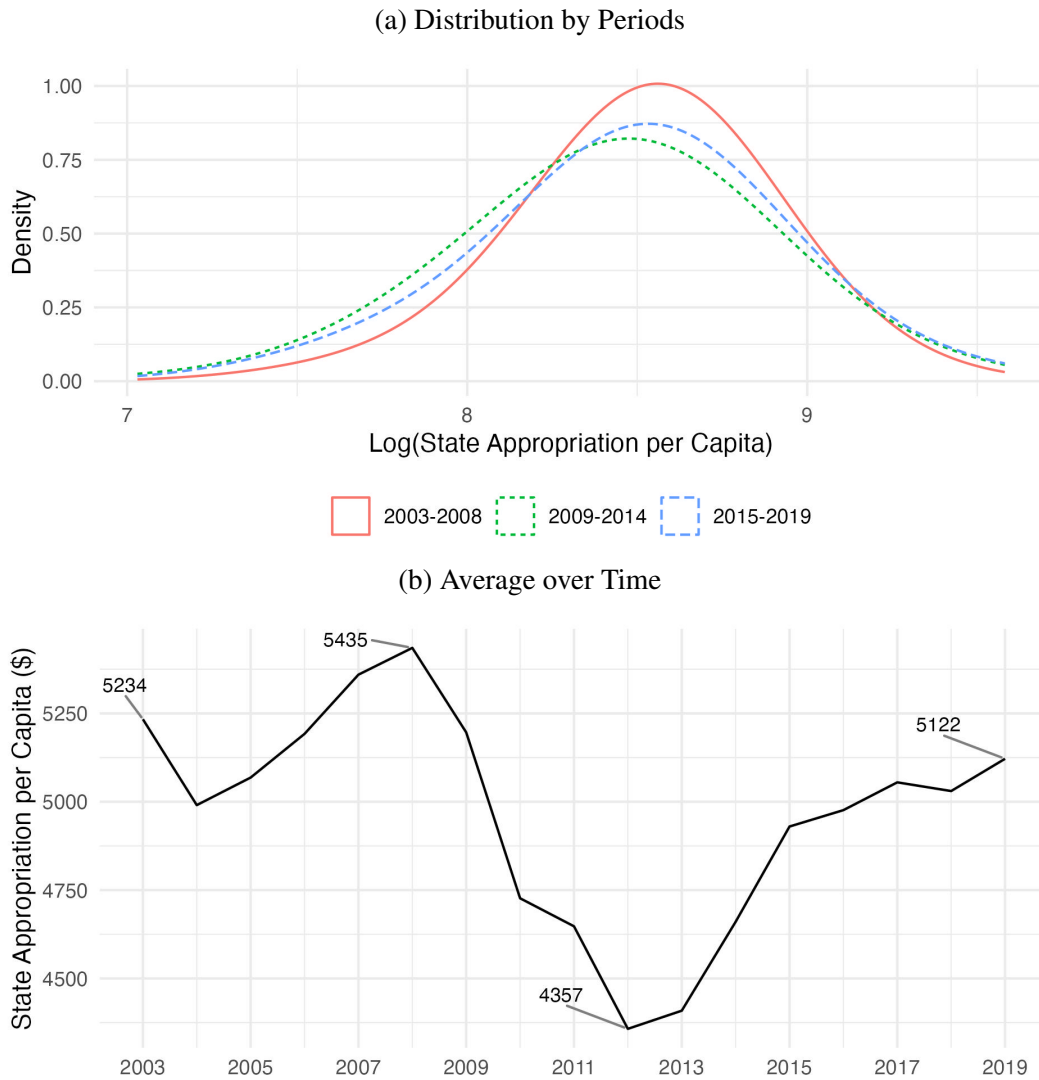 (a) Distribution by Periods
1.00
0.75
0.50
0.25
0.00
Density
7 8 9
Log(State Appropriation per Capita)
2003-2008 2009-2014 2015-2019
(b) Average over Time
State Appropriation per Capita ($)
5250
5000
4750
4500
5234
5435
4357
5122
2003 2005 2007 2009 2011 2013 2015 2017 2019